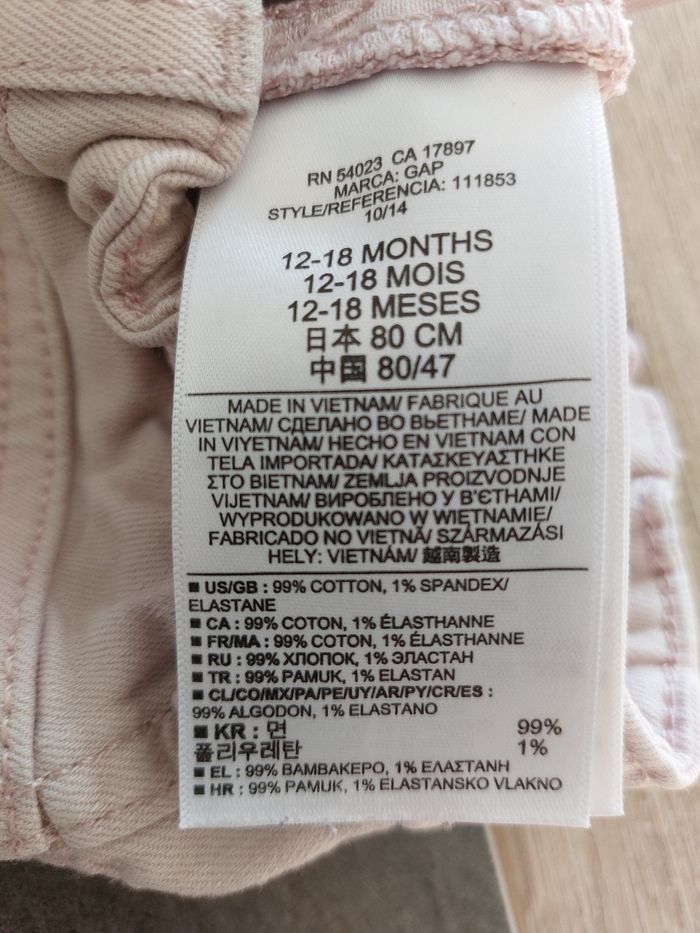 RN 54023 CA 17897
MARCA: GAP
STYLE/REFERENCIA: 111853
10/14
12-18 MONTHS
12-18 MOIS
12-18 MESES
日本 80 CM
中国 80/47
MADE IN VIETNAM/ FABRIQUE AU
VIETNAM/ СДЕЛАНО ВО ВЬЕТНАМЕ/ MADE
IN VIYETNAM/ HECHO EN VIETNAM CON
TELA IMPORTADA/ ΚΑΤΑΣΚΕΥΑΣΤΗΚΕ
ΣΤΟ ΒΙΕΤΝΑΜ/ ZEMLJA PROIZVODNJE
VIJETNAM/ ВИРОБЛЕНО У В'ЄТНАМІ/
WYPRODUKOWANO W WIETNAMIE/
FABRICADO NO VIETNÃ/ SZÁRMAZÁSI
HELY: VIETNÁM/ 越南製造
■ US/GB : 99% COTTON, 1% SPANDEX/
ELASTANE
■ CA : 99% COTON, 1% ÉLASTHANNE
■ FR/MA : 99% COTON, 1% ÉLASTHANNE
■ RU : 99% ХЛОПОК, 1% ЭЛАСТАН
■ TR : 99% PAMUK, 1% ELASTAN
■ CL/CO/MX/PA/PE/UY/AR/PY/CR/ES :
99% ALGODON, 1% ELASTANO
■ KR : 면 99%
폴리우레탄 1%
■ EL : 99% ΒΑΜΒΑΚΕΡΟ, 1% ΕΛΑΣΤΑΝΗ
■ HR : 99% PAMUK, 1% ELASTANSKO VLAKNO